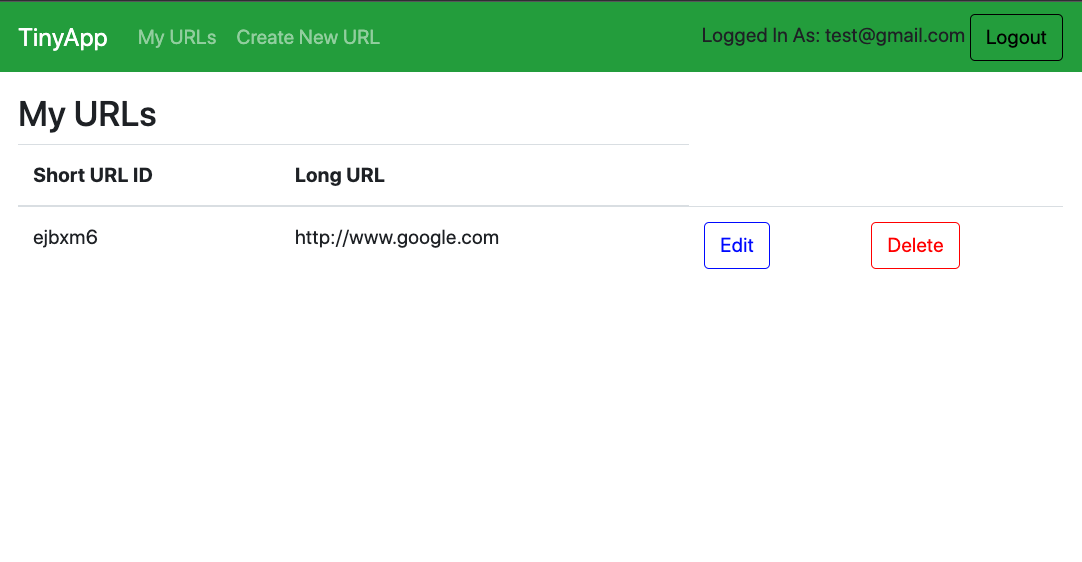 TinyApp My URLs Create New URL Logged In As: test@gmail.com Logout
My URLs
Short URL ID Long URL
ejbxm6 http://www.google.com Edit Delete